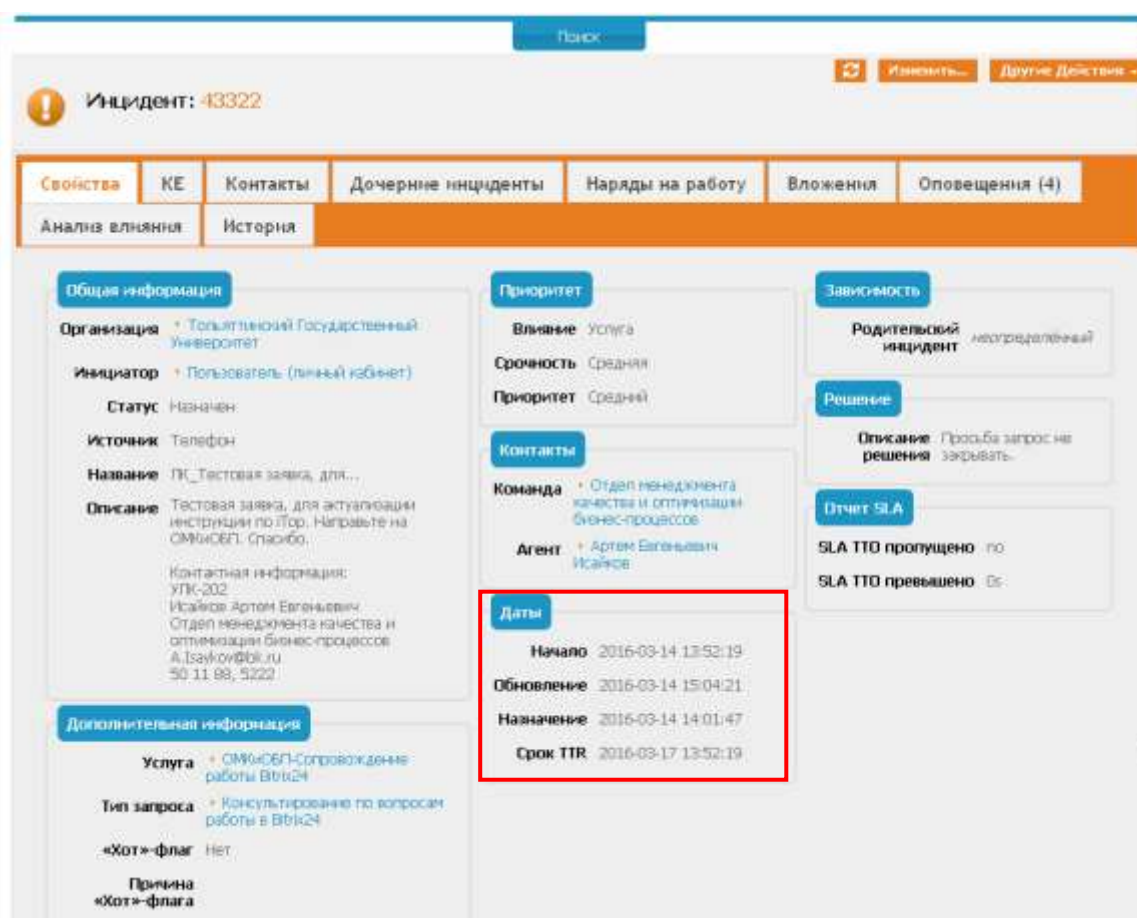 Поиск
Изменить...
Другие Действия
Инцидент: 43322
Свойства
КЕ
Контакты
Дочерние инциденты
Наряды на работу
Вложения
Оповещения (4)
Анализ влияния
История
Общая информация
Организация Тольяттинский Государственный
Университет
Инициатор Пользователь (личный кабинет)
Статус Назначен
Источник Телефон
Название ПК_Тестовая заявка, для...
Описание Тестовая заявка, для актуализации
инструкции по iTop. Направьте на
ОМКиОБП. Спасибо.
Контактная информация:
УЛК-202
Исайков Артем Евгеньевич
Отдел менеджмента качества и
оптимизации бизнес-процессов
A.Isaykov@bk.ru
50 11 88, 5222
Дополнительная информация
Услуга ОМКиОБП-Сопровождение
работы Bitrix24
Тип запроса Консультирование по вопросам
работы в Bitrix24
«Хот»-флаг Нет
Причина
«Хот»-флага
Приоритет
Влияние Услуга
Срочность Средняя
Приоритет Средний
Контакты
Команда Отдел менеджмента
качества и оптимизации
бизнес-процессов
Агент Артем Евгеньевич
Исайков
Даты
Начало 2016-03-14 13:52:19
Обновление 2016-03-14 15:04:21
Назначение 2016-03-14 14:01:47
Срок TTR 2016-03-17 13:52:19
Зависимость
Родительский
инцидент неопределённый
Решение
Описание Просьба запрос не
решения закрывать.
Отчет SLA
SLA TTO пропущено no
SLA TTO превышено 0s